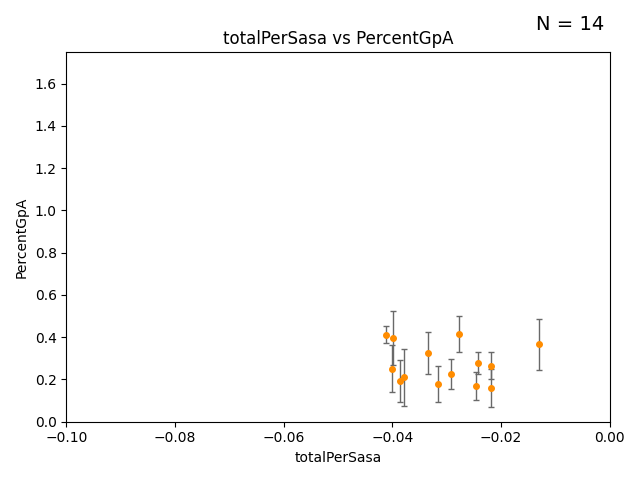 N = 14
totalPerSasa vs PercentGpA
PercentGpA
1.6
1.4
1.2
1.0
0.8
0.6
0.4
0.2
0.0
−0.10 −0.08 −0.06 −0.04 −0.02 0.00
totalPerSasa